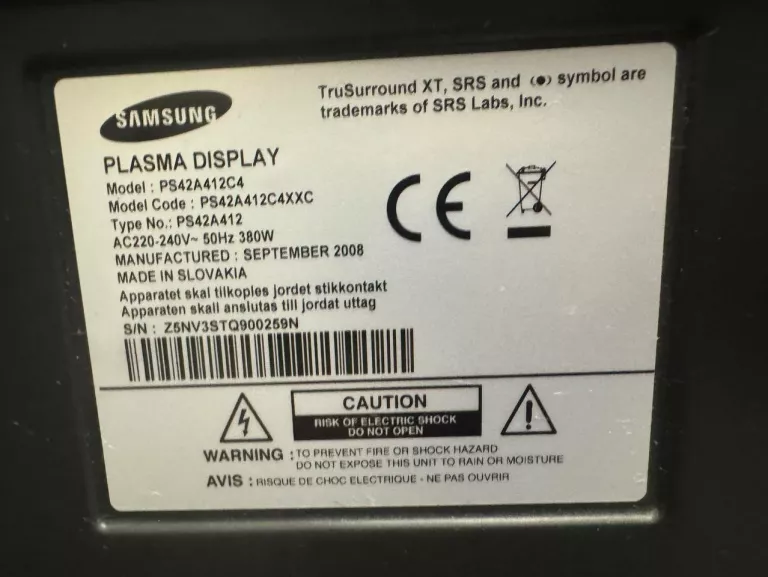 SAMSUNG
TruSurround XT, SRS and (●) symbol are
trademarks of SRS Labs, Inc.
PLASMA DISPLAY
Model : PS42A412C4
Model Code : PS42A412C4XXC
Type No.: PS42A412
AC220-240V~ 50Hz 380W
MANUFACTURED : SEPTEMBER 2008
MADE IN SLOVAKIA
Apparatet skal tilkoples jordet stikkontakt
Apparaten skall anslutas till jordat uttag
S/N : Z5NV3STQ900259N
CE
CAUTION
RISK OF ELECTRIC SHOCK
DO NOT OPEN
WARNING : TO PREVENT FIRE OR SHOCK HAZARD
DO NOT EXPOSE THIS UNIT TO RAIN OR MOISTURE
AVIS : RISQUE DE CHOC ELECTRIQUE - NE PAS OUVRIR